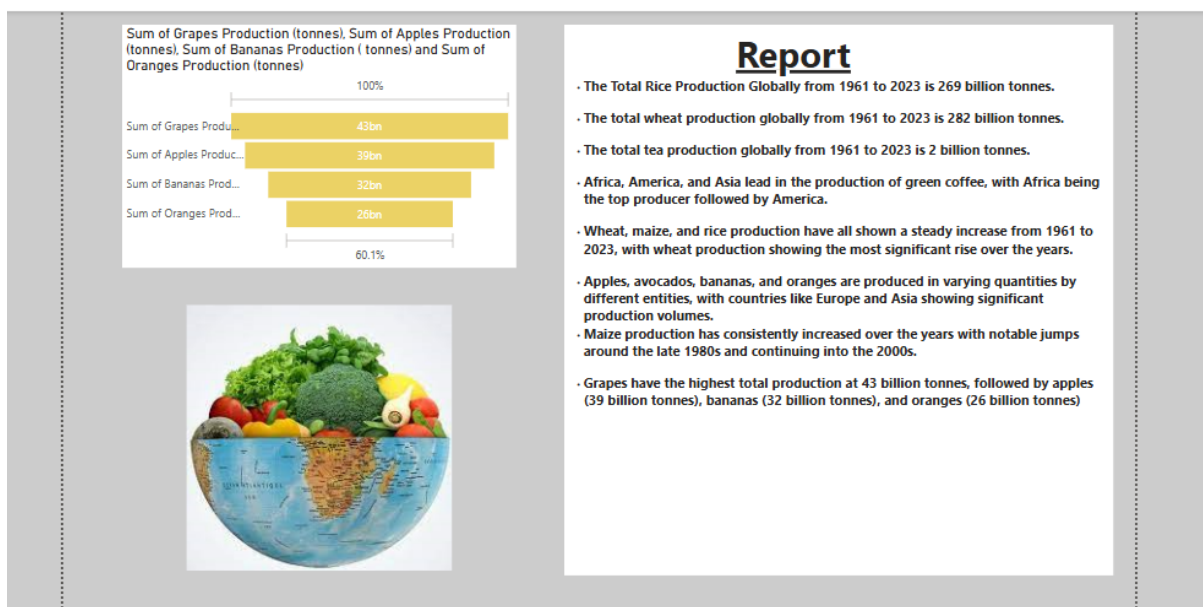 Sum of Grapes Production (tonnes), Sum of Apples Production
(tonnes), Sum of Bananas Production ( tonnes) and Sum of
Oranges Production (tonnes)
100%
Sum of Grapes Produ... 43bn
Sum of Apples Produc... 39bn
Sum of Bananas Prod... 32bn
Sum of Oranges Prod... 26bn
60.1%
Report
· The Total Rice Production Globally from 1961 to 2023 is 269 billion tonnes.
· The total wheat production globally from 1961 to 2023 is 282 billion tonnes.
· The total tea production globally from 1961 to 2023 is 2 billion tonnes.
· Africa, America, and Asia lead in the production of green coffee, with Africa being
the top producer followed by America.
· Wheat, maize, and rice production have all shown a steady increase from 1961 to
2023, with wheat production showing the most significant rise over the years.
· Apples, avocados, bananas, and oranges are produced in varying quantities by
different entities, with countries like Europe and Asia showing significant
production volumes.
· Maize production has consistently increased over the years with notable jumps
around the late 1980s and continuing into the 2000s.
· Grapes have the highest total production at 43 billion tonnes, followed by apples
(39 billion tonnes), bananas (32 billion tonnes), and oranges (26 billion tonnes)